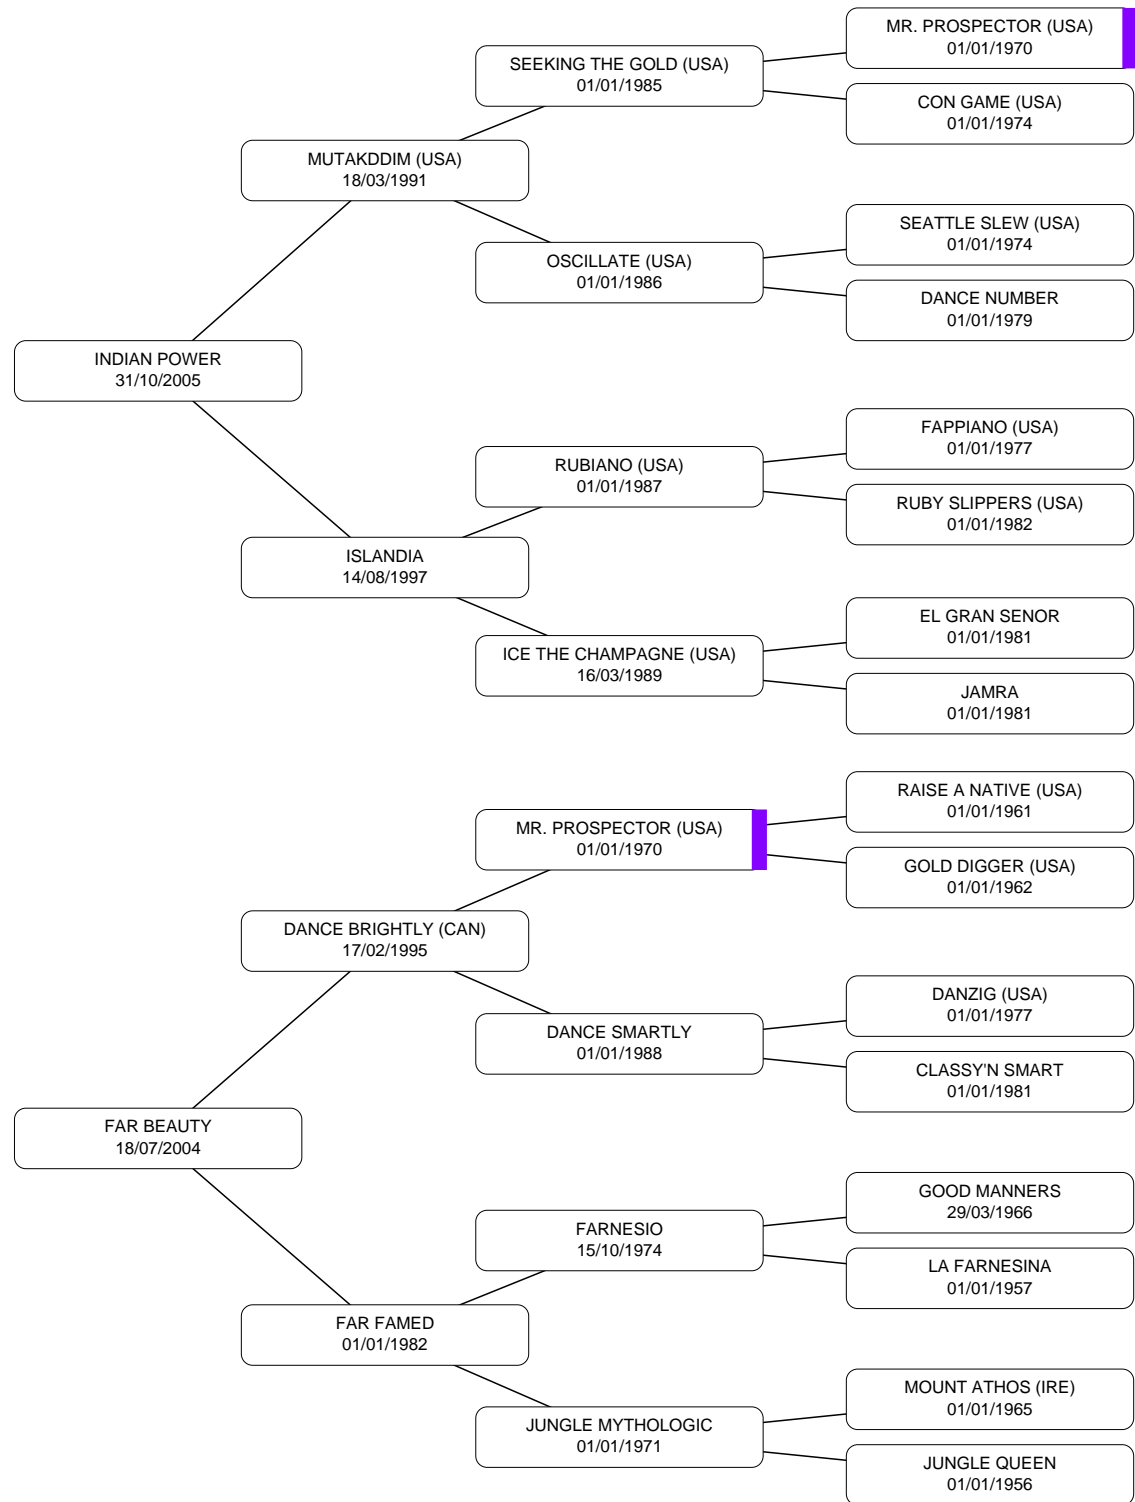 MR. PROSPECTOR (USA)
01/01/1970
SEEKING THE GOLD (USA)
01/01/1985
CON GAME (USA)
01/01/1974
MUTAKDDIM (USA)
18/03/1991
SEATTLE SLEW (USA)
01/01/1974
OSCILLATE (USA)
01/01/1986
DANCE NUMBER
01/01/1979
INDIAN POWER
31/10/2005
FAPPIANO (USA)
01/01/1977
RUBIANO (USA)
01/01/1987
RUBY SLIPPERS (USA)
01/01/1982
ISLANDIA
14/08/1997
EL GRAN SENOR
01/01/1981
ICE THE CHAMPAGNE (USA)
16/03/1989
JAMRA
01/01/1981
RAISE A NATIVE (USA)
01/01/1961
MR. PROSPECTOR (USA)
01/01/1970
GOLD DIGGER (USA)
01/01/1962
DANCE BRIGHTLY (CAN)
17/02/1995
DANZIG (USA)
01/01/1977
DANCE SMARTLY
01/01/1988
CLASSY'N SMART
01/01/1981
FAR BEAUTY
18/07/2004
GOOD MANNERS
29/03/1966
FARNESIO
15/10/1974
LA FARNESINA
01/01/1957
FAR FAMED
01/01/1982
MOUNT ATHOS (IRE)
01/01/1965
JUNGLE MYTHOLOGIC
01/01/1971
JUNGLE QUEEN
01/01/1956